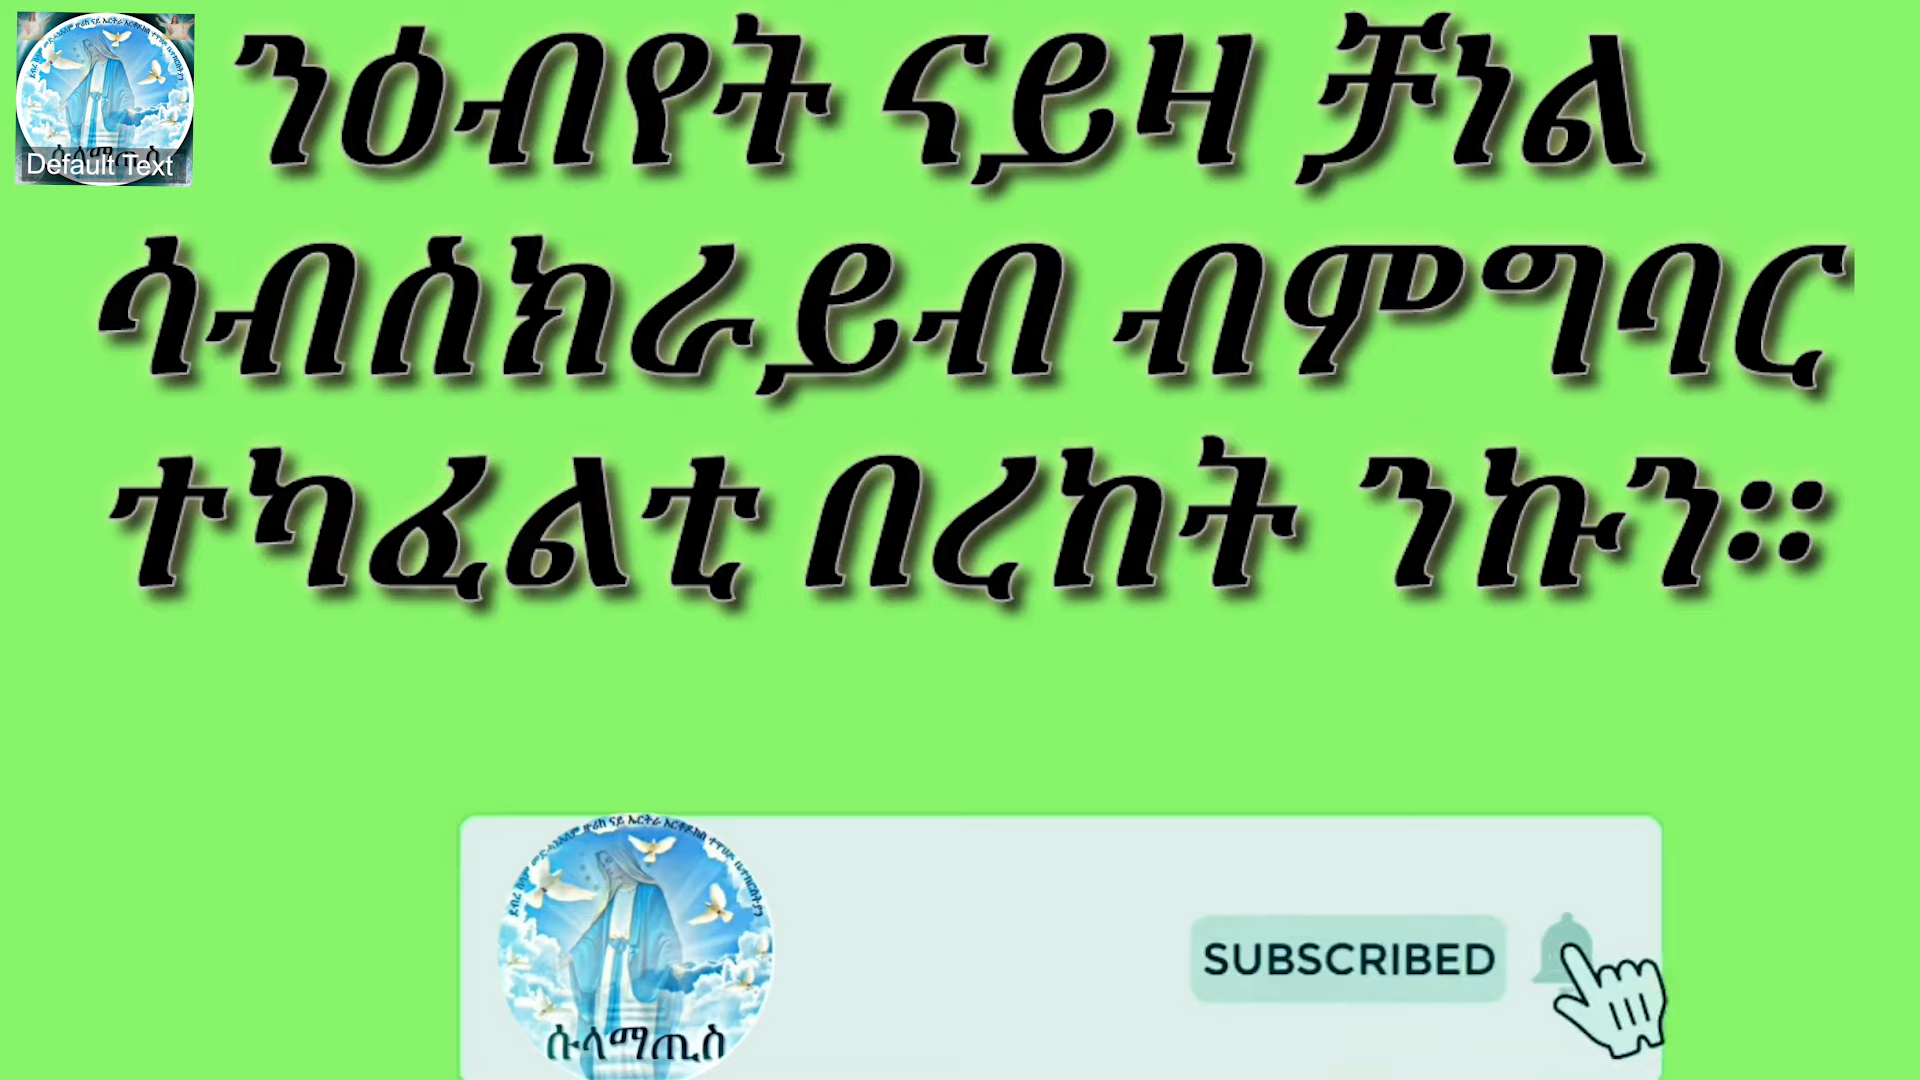 ንዕብየት ናይዛ ቻነል
ሳብስክራይብ ብምግባር
ተካፈልቲ በረከት ንኩን።
Default Text
SUBSCRIBED
ሱላማጢስ